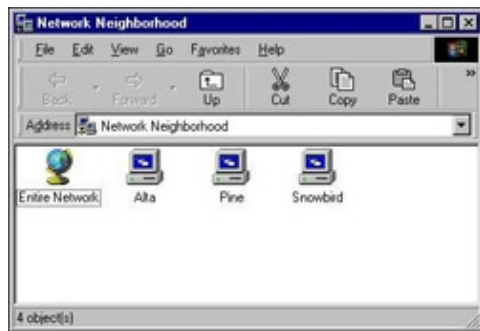 Network Neighborhood
File Edit View Go Favorites Help
Back Forward Up Cut Copy Paste »
Address Network Neighborhood
Entire Network Alta Pine Snowbird
4 object(s)